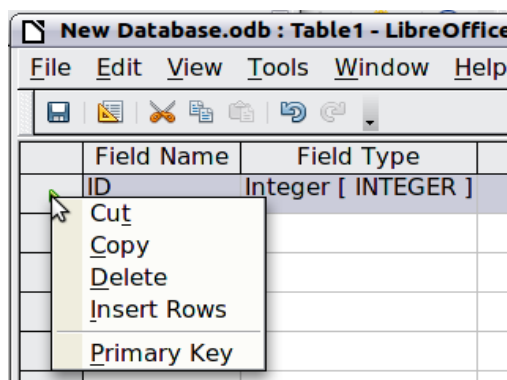 New Database.odb : Table1 - LibreOffice
File Edit View Tools Window Help
Field Name Field Type
ID Integer [ INTEGER ]
Cut
Copy
Delete
Insert Rows
Primary Key